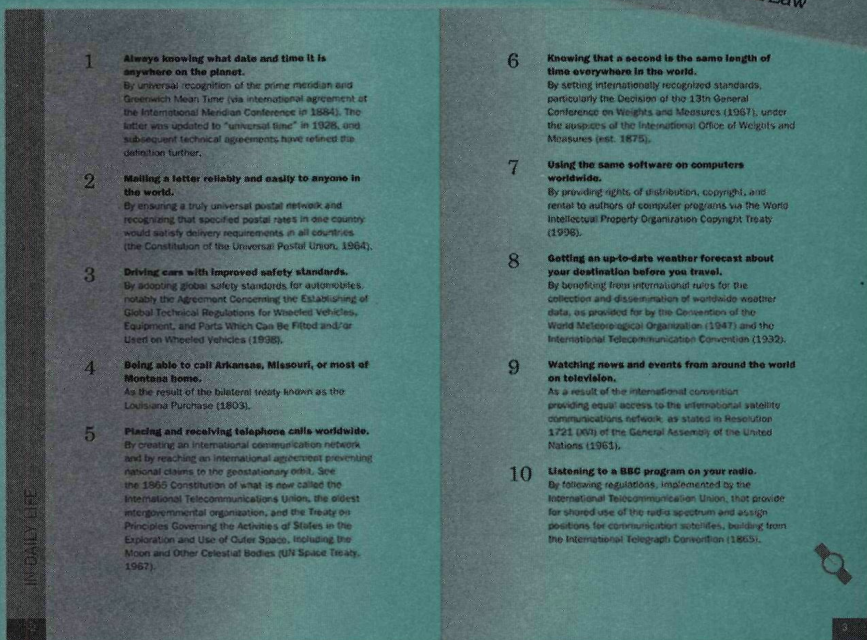 Law
1 Always knowing what date and time it is
anywhere on the planet.
By universal recognition of the prime meridian and
Greenwich Mean Time (via international agreement of
the International Meridian Conference in 1884). The
latter was updated to "universal time" in 1928, and
subsequent technical agreements have refined the
definition further.
2 Mailing a letter reliably and easily to anyone in
the world.
By ensuring a truly universal postal network and
recognizing that specified postal rates in one country
would satisfy delivery requirements in all countries
(the Constitution of the Universal Postal Union, 1964).
3 Driving cars with improved safety standards.
By adopting global safety standards for automobiles,
notably the Agreement Concerning the Establishing of
Global Technical Regulations for Wheeled Vehicles,
Equipment, and Parts Which Can Be Fitted and/or
Used on Wheeled Vehicles (1998).
4 Being able to call Arkansas, Missouri, or most of
Montana home.
As the result of the bilateral treaty known as the
Louisiana Purchase (1803).
5 Placing and receiving telephone calls worldwide.
By creating an international communication network
and by reaching an international agreement preventing
national claims to the geostationary orbit. See
the 1865 Constitution of what is now called the
International Telecommunications Union, the oldest
intergovernmental organization, and the Treaty on
Principles Governing the Activities of States in the
Exploration and Use of Outer Space, Including the
Moon and Other Celestial Bodies (UN Space Treaty,
1967).
IN DAILY LIFE
6 Knowing that a second is the same length of
time everywhere in the world.
By setting internationally recognized standards,
particularly the Decision of the 13th General
Conference on Weights and Measures (1967), under
the auspices of the International Office of Weights and
Measures (est. 1875).
7 Using the same software on computers
worldwide.
By providing rights of distribution, copyright, and
rental to authors of computer programs via the World
Intellectual Property Organization Copyright Treaty
(1996).
8 Getting an up-to-date weather forecast about
your destination before you travel.
By benefiting from international rules for the
collection and dissemination of worldwide weather
data, as provided for by the Convention of the
World Meteorological Organization (1947) and the
International Telecommunication Convention (1932).
9 Watching news and events from around the world
on television.
As a result of the international convention
providing equal access to the international satellite
communications network, as stated in Resolution
1721 (XVI) of the General Assembly of the United
Nations (1961).
10 Listening to a BBC program on your radio.
By following regulations, implemented by the
International Telecommunication Union, that provide
for shared use of the radio spectrum and assign
positions for communication satellites, building from
the International Telegraph Convention (1865).
3